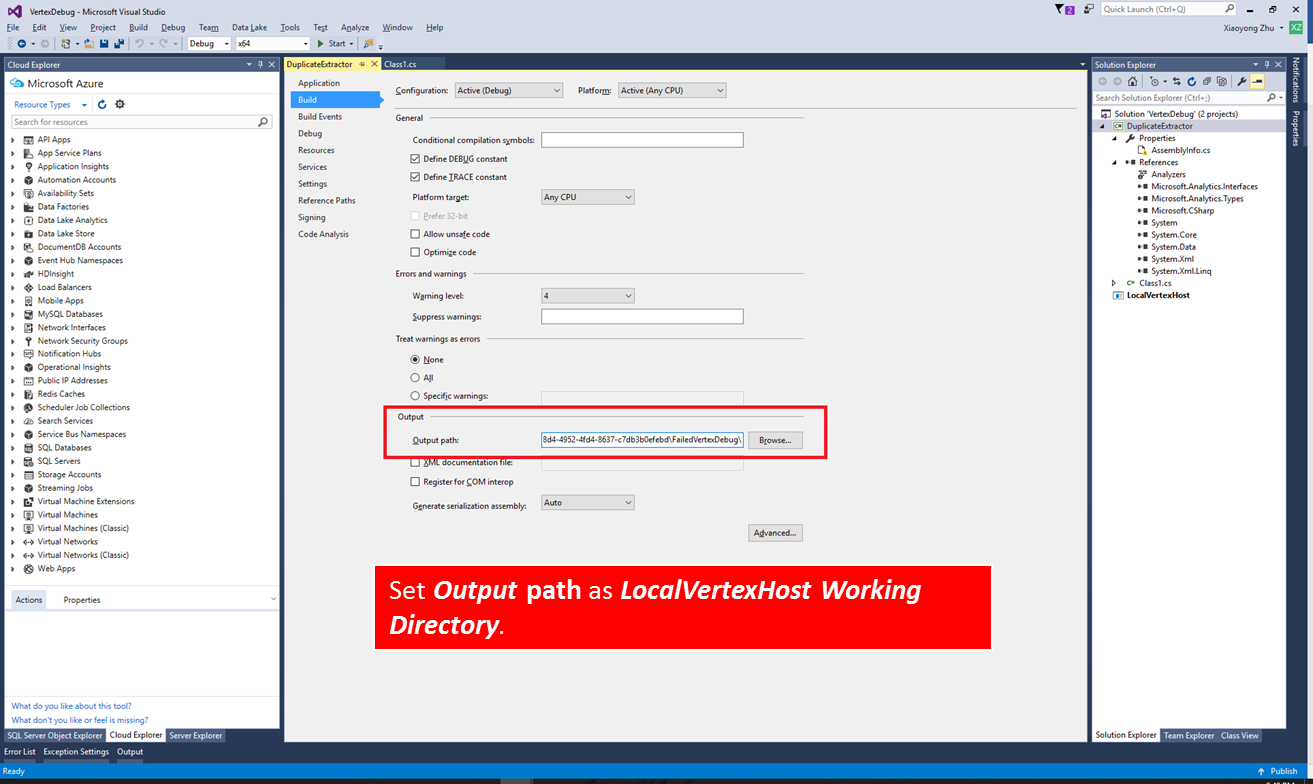 VertexDebug - Microsoft Visual Studio
2
Quick Launch (Ctrl+Q)
File Edit View Project Build Debug Team Data Lake Tools Test Analyze Window Help
Xiaoyong Zhu XZ
Debug x64 Start
Cloud Explorer
Microsoft Azure
Resource Types
Search for resources
API Apps
App Service Plans
Application Insights
Automation Accounts
Availability Sets
Data Factories
Data Lake Analytics
Data Lake Store
DocumentDB Accounts
Event Hub Namespaces
HDInsight
Load Balancers
Mobile Apps
MySQL Databases
Network Interfaces
Network Security Groups
Notification Hubs
Operational Insights
Public IP Addresses
Redis Caches
Scheduler Job Collections
Search Services
Service Bus Namespaces
SQL Databases
SQL Servers
Storage Accounts
Streaming Jobs
Virtual Machine Extensions
Virtual Machines
Virtual Machines (Classic)
Virtual Networks
Virtual Networks (Classic)
Web Apps
Actions Properties
What do you like about this tool?
What don't you like or feel is missing?
SQL Server Object Explorer Cloud Explorer Server Explorer
DuplicateExtractor Class1.cs
Application
Build
Build Events
Debug
Resources
Services
Settings
Reference Paths
Signing
Code Analysis
Configuration: Active (Debug) Platform: Active (Any CPU)
General
Conditional compilation symbols:
Define DEBUG constant
Define TRACE constant
Platform target: Any CPU
Prefer 32-bit
Allow unsafe code
Optimize code
Errors and warnings
Warning level: 4
Suppress warnings:
Treat warnings as errors
None
All
Specific warnings:
Output
Output path: 8d4-4952-4fd4-8637-c7db3b0efebd\FailedVertexDebug\ Browse...
XML documentation file:
Register for COM interop
Generate serialization assembly: Auto
Advanced...
Set Output path as LocalVertexHost Working
Directory.
Solution Explorer
Search Solution Explorer (Ctrl+;)
Solution 'VertexDebug' (2 projects)
DuplicateExtractor
Properties
AssemblyInfo.cs
References
Analyzers
Microsoft.Analytics.Interfaces
Microsoft.Analytics.Types
Microsoft.CSharp
System
System.Core
System.Data
System.Xml
System.Xml.Linq
Class1.cs
LocalVertexHost
Solution Explorer Team Explorer Class View
Notifications
Properties
Error List Exception Settings Output
Ready
Publish